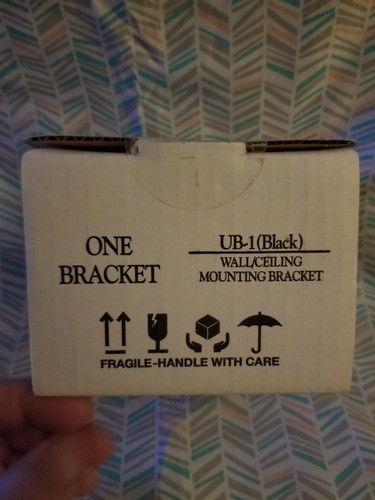 ONE
BRACKET
UB-1(Black)
WALL/CEILING
MOUNTING BRACKET
FRAGILE-HANDLE WITH CARE